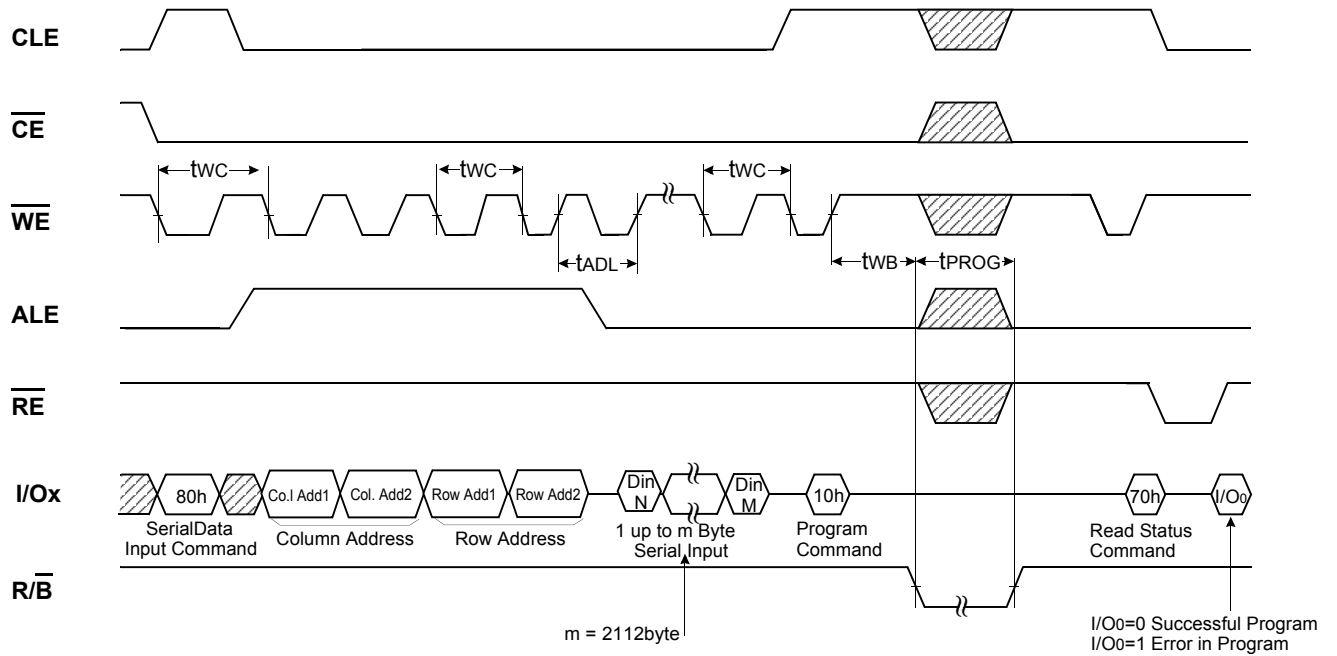 CLE
CE
tWC
tWC
tWC
WE
tADL
tWB
tPROG
ALE
RE
I/Ox
80h
Co.l Add1
Col. Add2
Row Add1
Row Add2
Din
N
Din
M
10h
70h
I/O0
SerialData
Input Command
Column Address
Row Address
1 up to m Byte
Serial Input
Program
Command
Read Status
Command
R/B
m = 2112byte
I/O0=0 Successful Program
I/O0=1 Error in Program